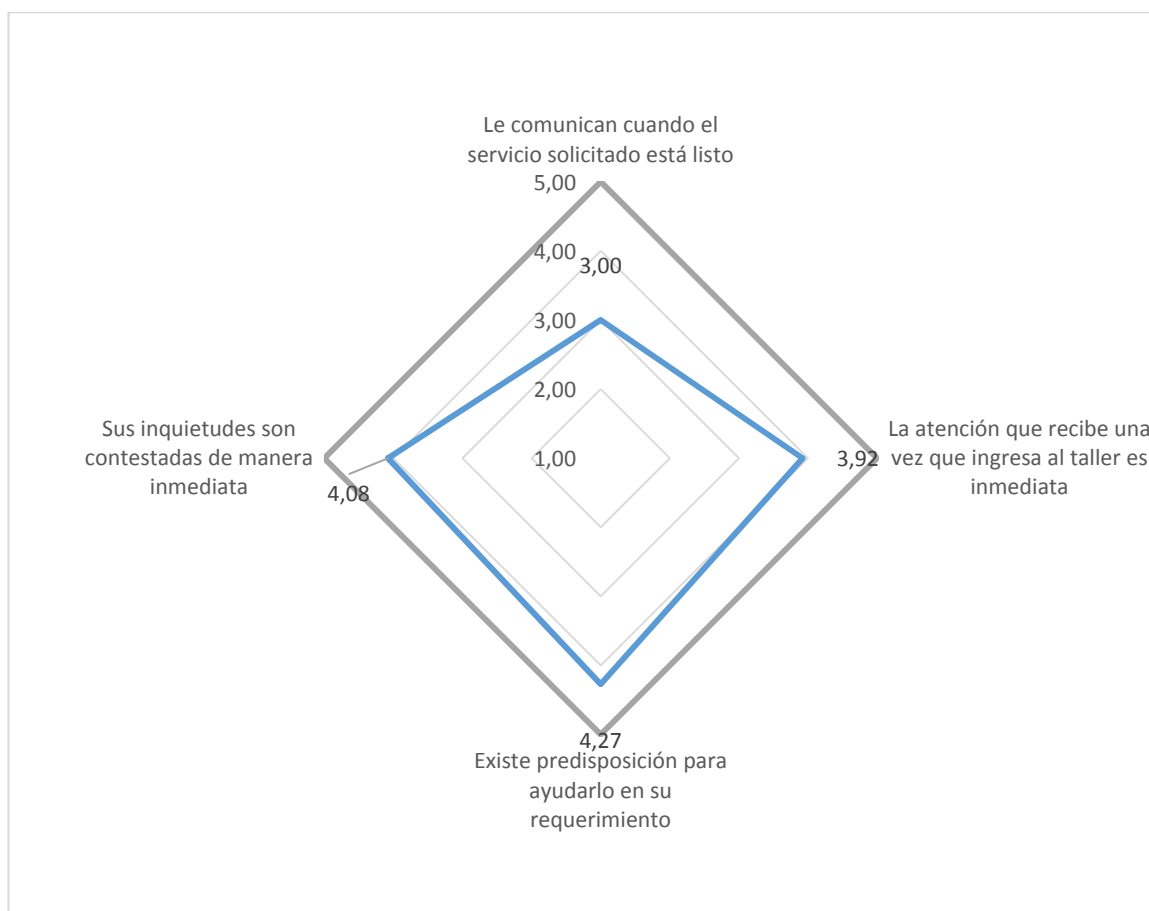 Le comunican cuando el
servicio solicitado está listo
5,00
4,00
3,00
3,00
2,00
1,00
Sus inquietudes son
contestadas de manera
inmediata
4,08
La atención que recibe una
vez que ingresa al taller es
inmediata
3,92
4,27
Existe predisposición para
ayudarlo en su
requerimiento